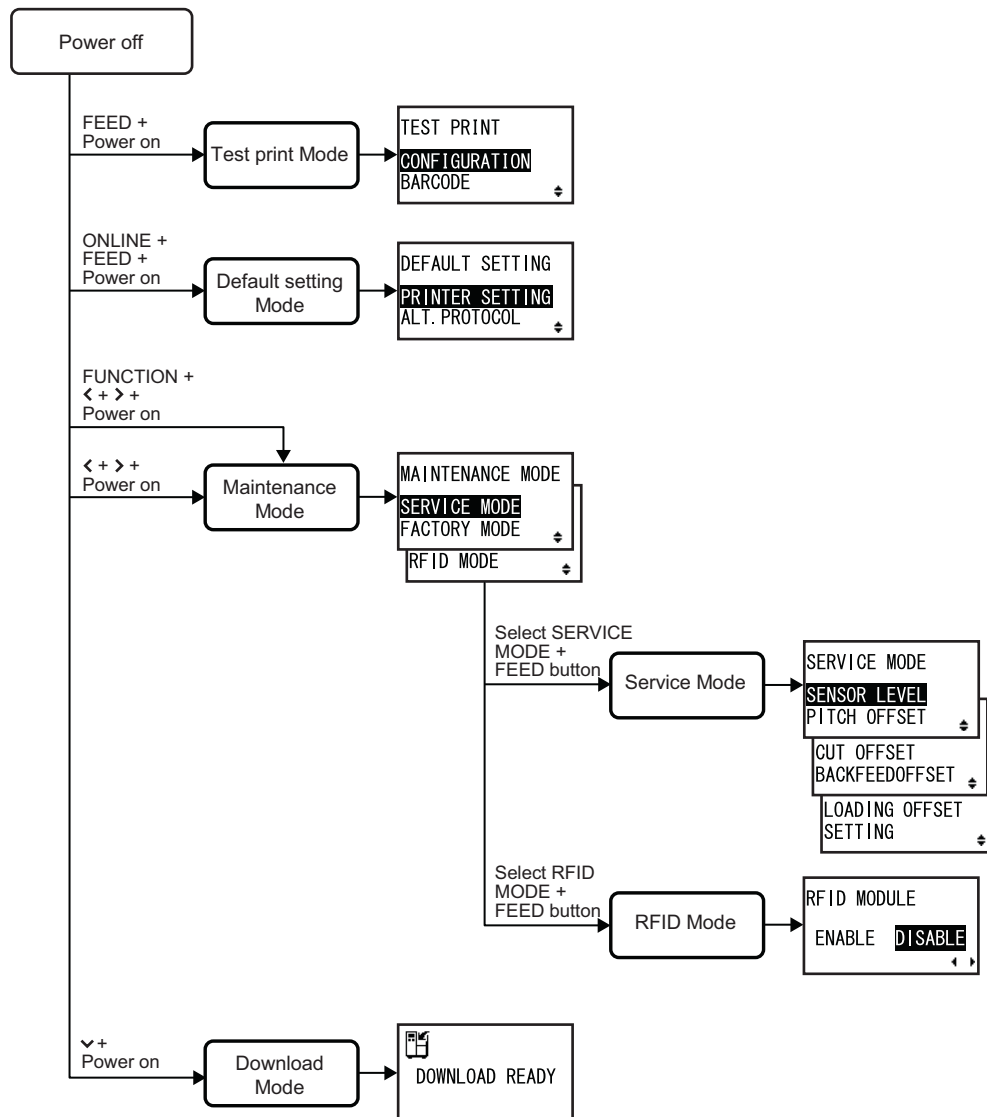 Power off
FEED +
Power on
Test print Mode
TEST PRINT
CONFIGURATION
BARCODE
ONLINE +
FEED +
Power on
Default setting
Mode
DEFAULT SETTING
PRINTER SETTING
ALT.PROTOCOL
FUNCTION +
< + > +
Power on
< + > +
Power on
Maintenance
Mode
MAINTENANCE MODE
SERVICE MODE
FACTORY MODE
RFID MODE
Select SERVICE
MODE +
FEED button
Service Mode
SERVICE MODE
SENSOR LEVEL
PITCH OFFSET
CUT OFFSET
BACKFEEDOFFSET
LOADING OFFSET
SETTING
Select RFID
MODE +
FEED button
RFID Mode
RFID MODULE
ENABLE DISABLE
⌄ +
Power on
Download
Mode
DOWNLOAD READY